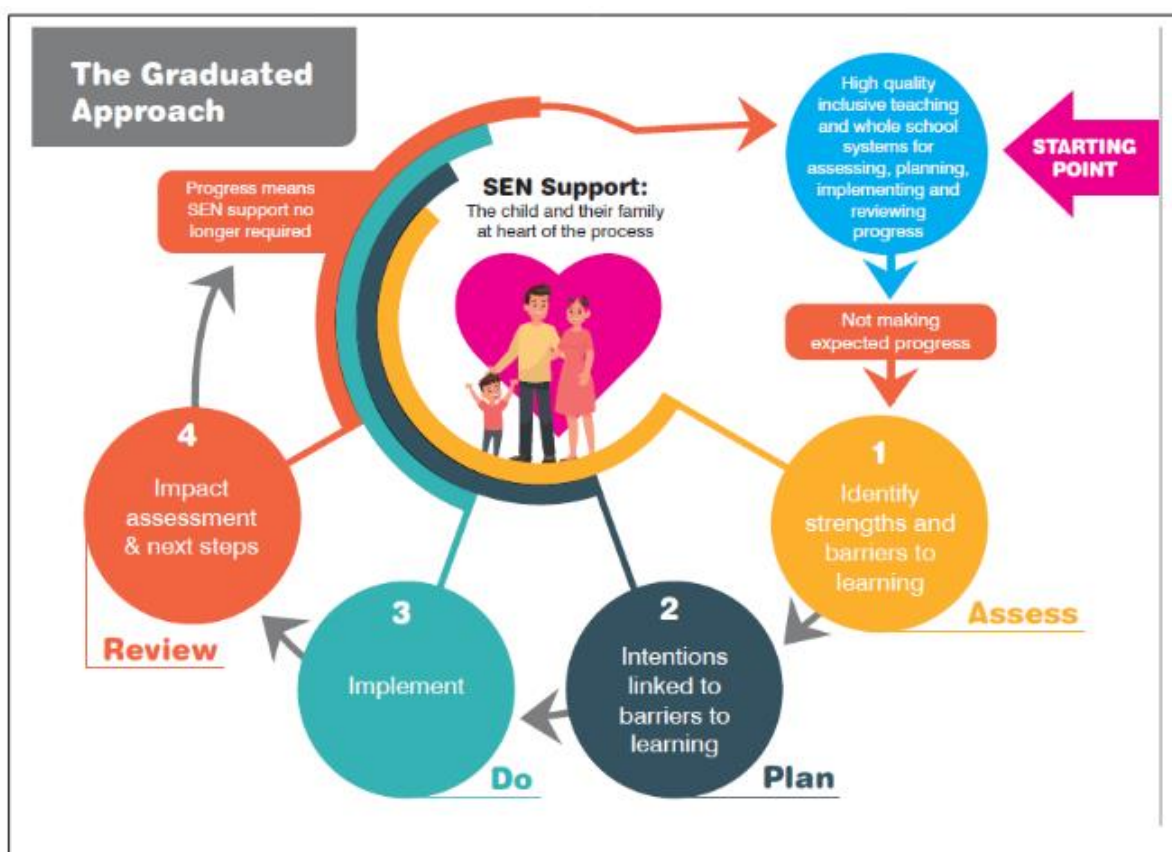 The Graduated
Approach
High quality
inclusive teaching
and whole school
systems for
assessing, planning,
implementing and
reviewing
progress
STARTING
POINT
Progress means
SEN support no
longer required
SEN Support:
The child and their family
at heart of the process
Not making
expected progress
1
Identify
strengths and
barriers to
learning
Assess
2
Intentions
linked to
barriers to
learning
Plan
3
Implement
Do
4
Impact
assessment
& next steps
Review